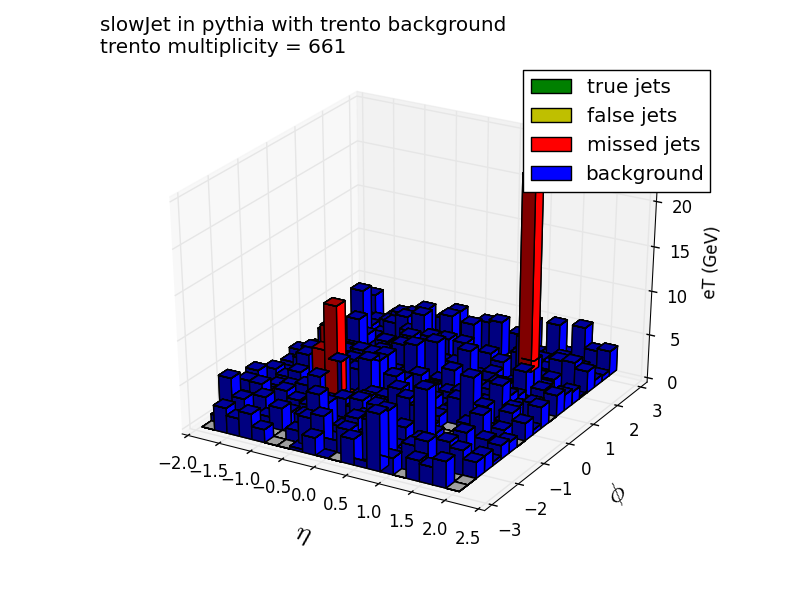 slowJet in pythia with trento background
trento multiplicity = 661
true jets
false jets
missed jets
background
20
15
10
5
0
eT (GeV)
3
2
1
0
−1
−2
−3
ϕ
−2.0
−1.5
−1.0
−0.5
0.0
0.5
1.0
1.5
2.0
2.5
η